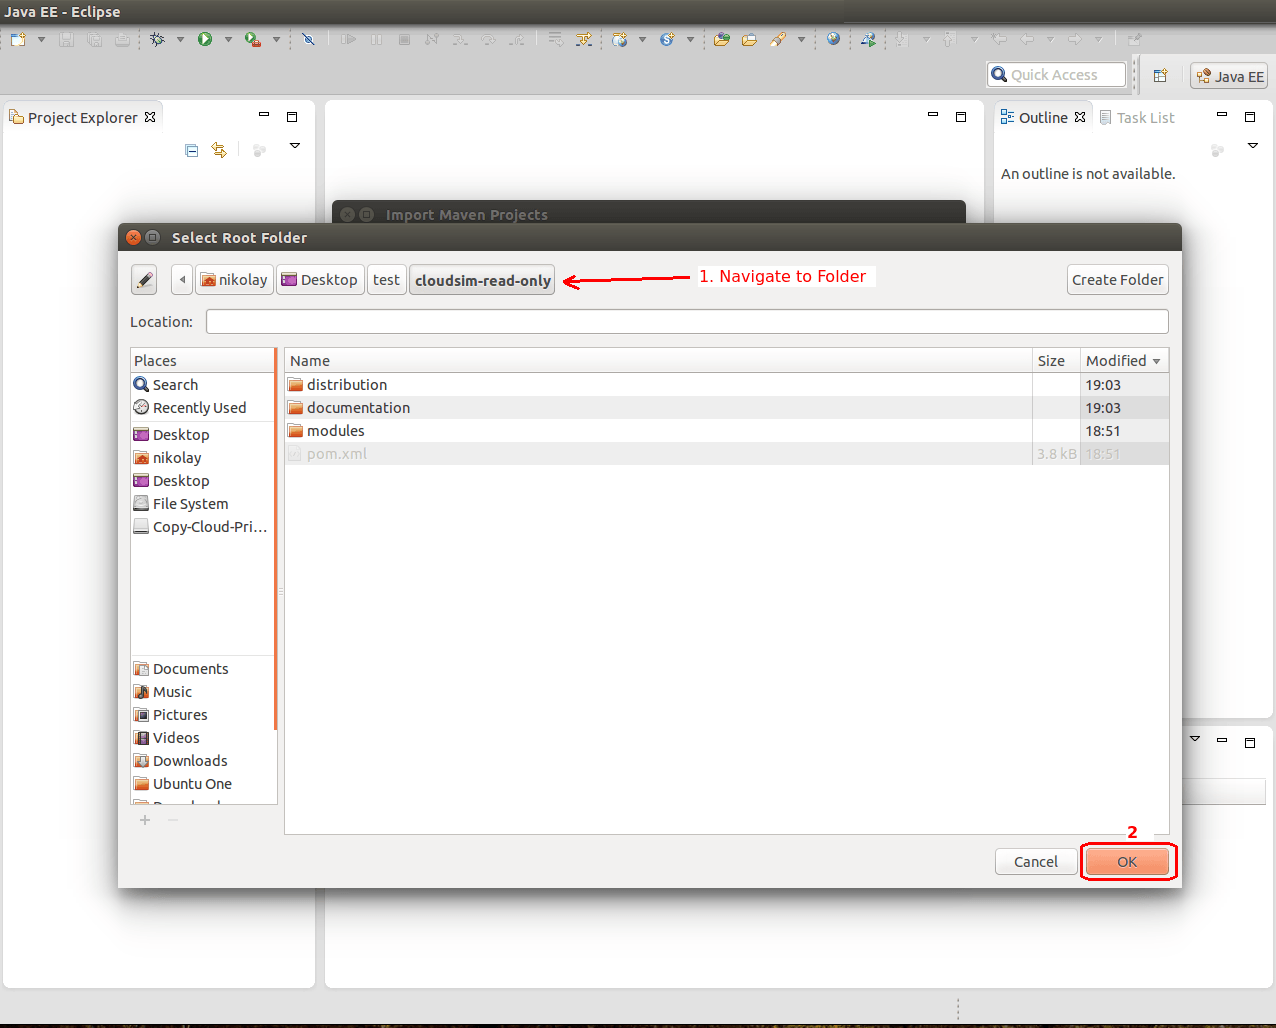 Java EE - Eclipse
Quick Access
Java EE
Project Explorer
Outline
Task List
An outline is not available.
Import Maven Projects
Select Root Folder
nikolay
Desktop
test
cloudsim-read-only
1. Navigate to Folder
Create Folder
Location:
Places
Name
Size
Modified
Search
distribution
19:03
Recently Used
documentation
19:03
Desktop
modules
18:51
nikolay
pom.xml
3.8 kB
18:51
Desktop
File System
Copy-Cloud-Pri...
Documents
Music
Pictures
Videos
Downloads
Ubuntu One
2
Cancel
OK